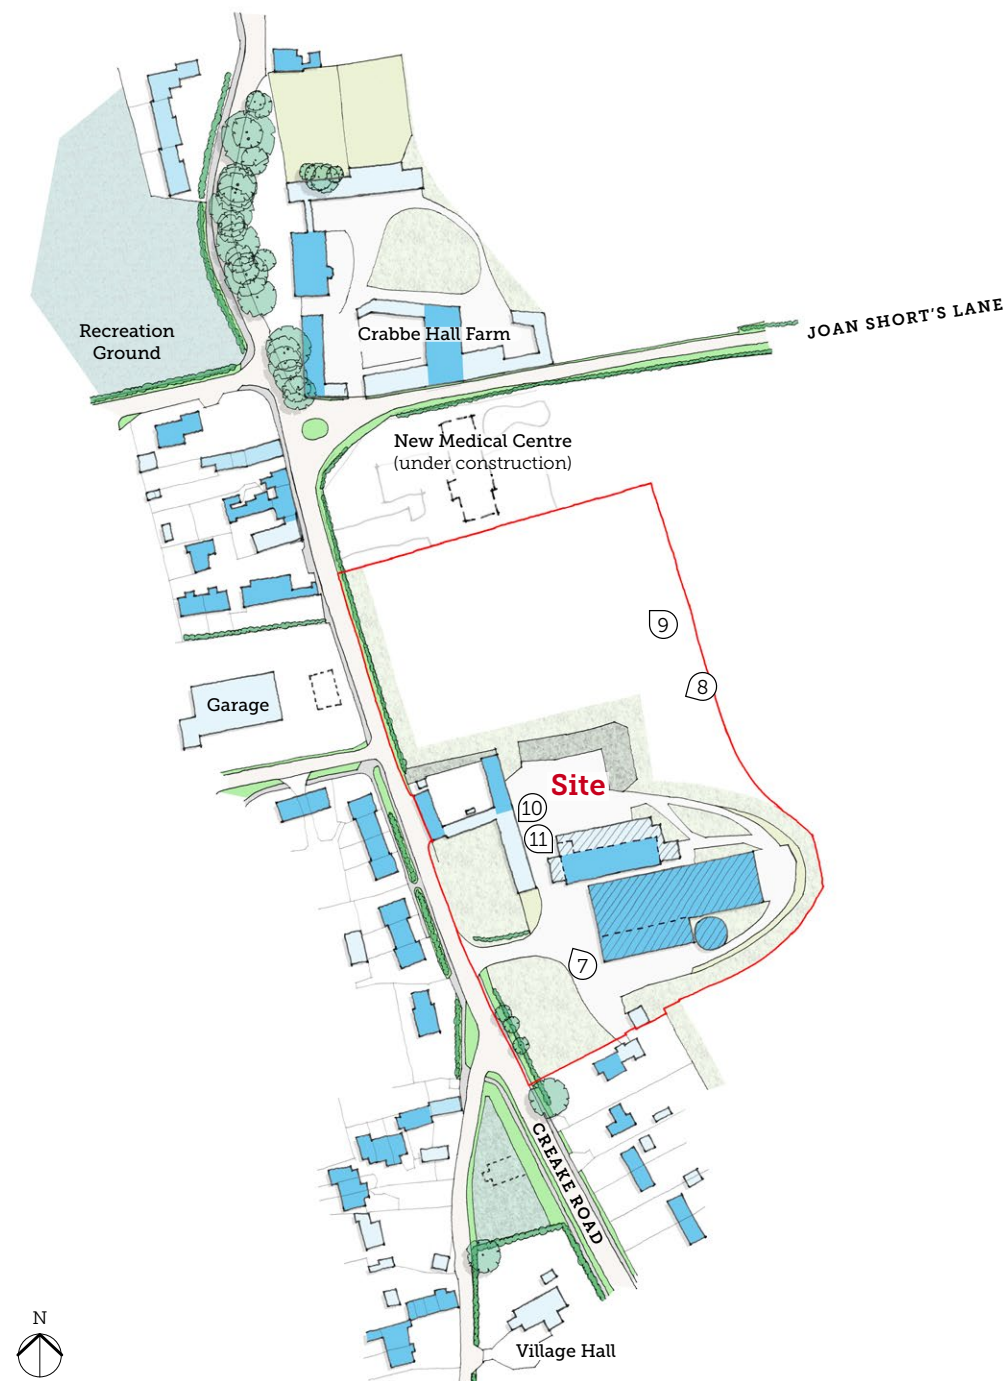 JOAN SHORT'S LANE
Recreation
Ground
Crabbe Hall Farm
New Medical Centre
(under construction)
9
8
Garage
Site
10
11
7
CREAKE ROAD
N
Village Hall